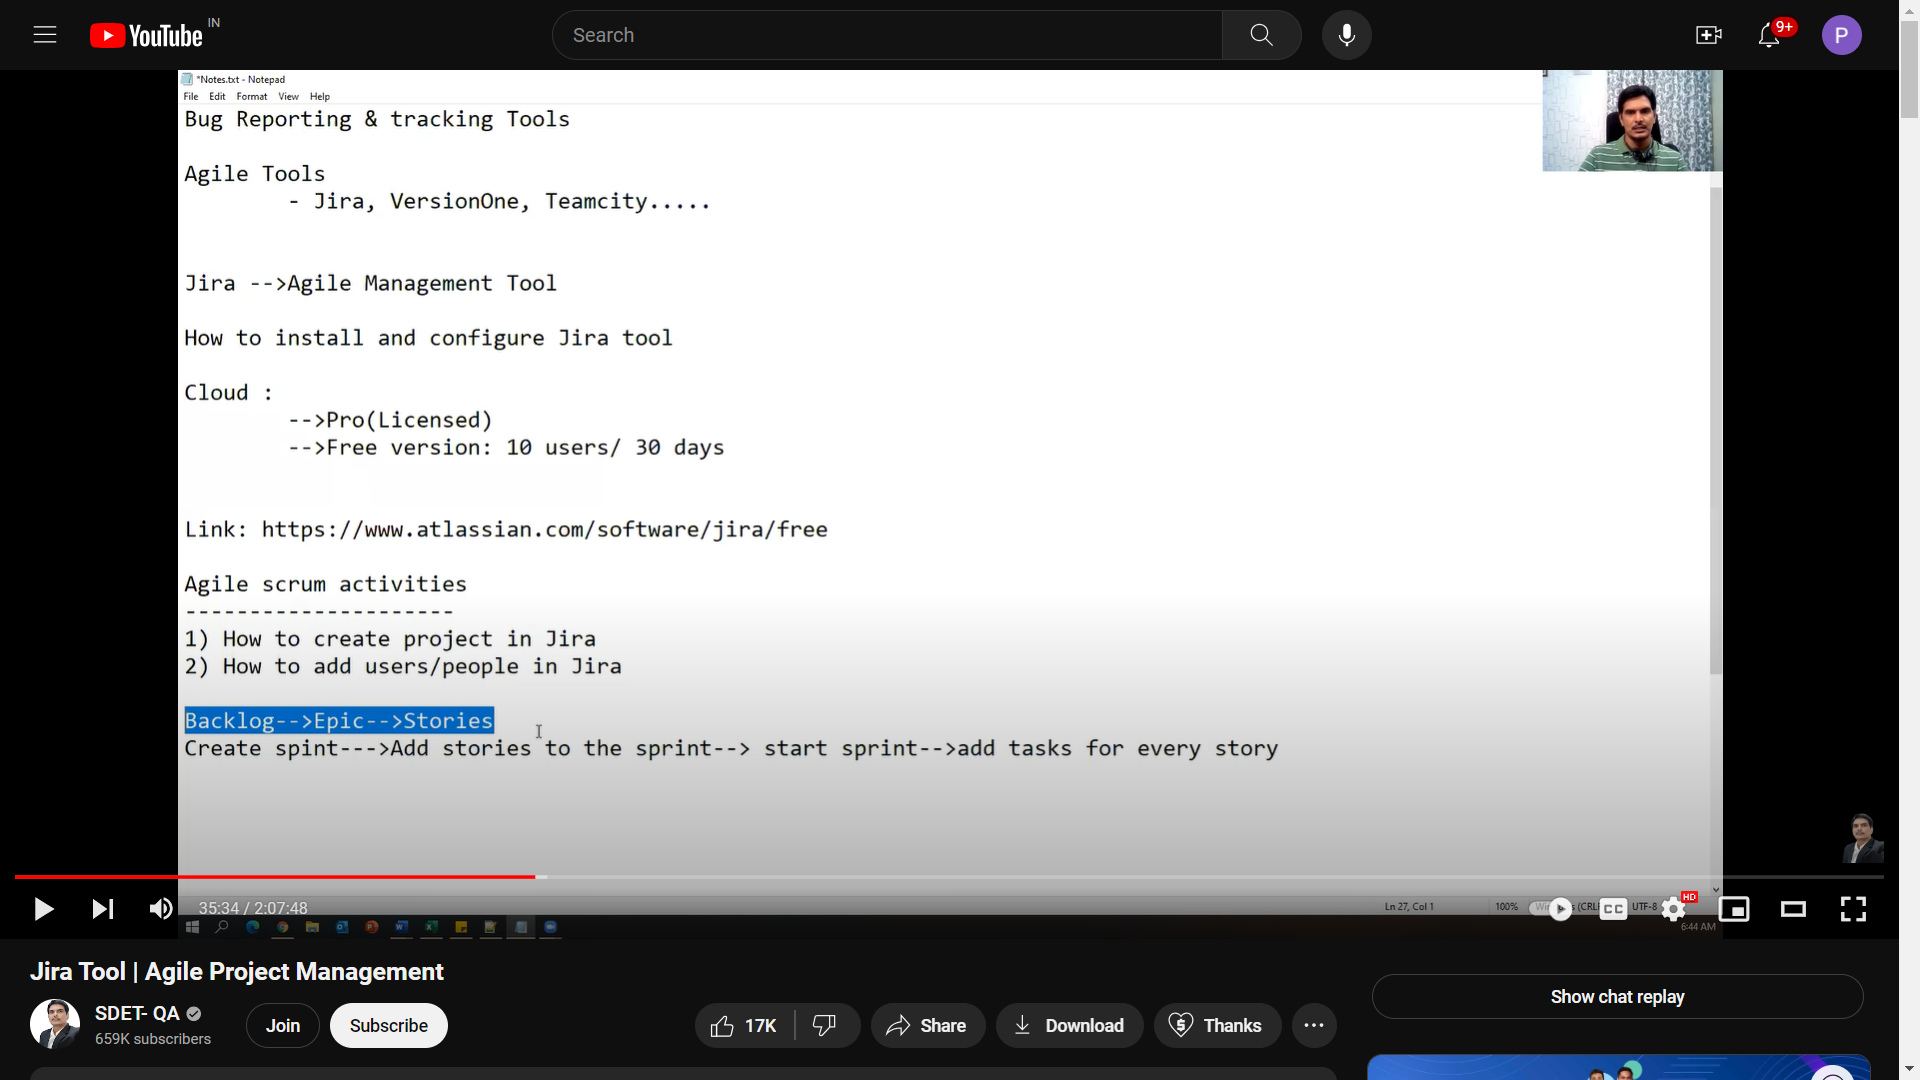 YouTube IN
Search
9+
P
*Notes.txt - Notepad
File Edit Format View Help
Bug Reporting & tracking Tools
Agile Tools
- Jira, VersionOne, Teamcity.....
Jira -->Agile Management Tool
How to install and configure Jira tool
Cloud :
-->Pro(Licensed)
-->Free version: 10 users/ 30 days
Link: https://www.atlassian.com/software/jira/free
Agile scrum activities
---------------------
1) How to create project in Jira
2) How to add users/people in Jira
Backlog-->Epic-->Stories
Create spint--->Add stories to the sprint--> start sprint-->add tasks for every story
35:34 / 2:07:48
Ln 27, Col 1 100% (CRLF) UTF-8
CC
HD
6:44 AM
Jira Tool | Agile Project Management
SDET- QA
659K subscribers
Join
Subscribe
17K
Share
Download
Thanks
Show chat replay